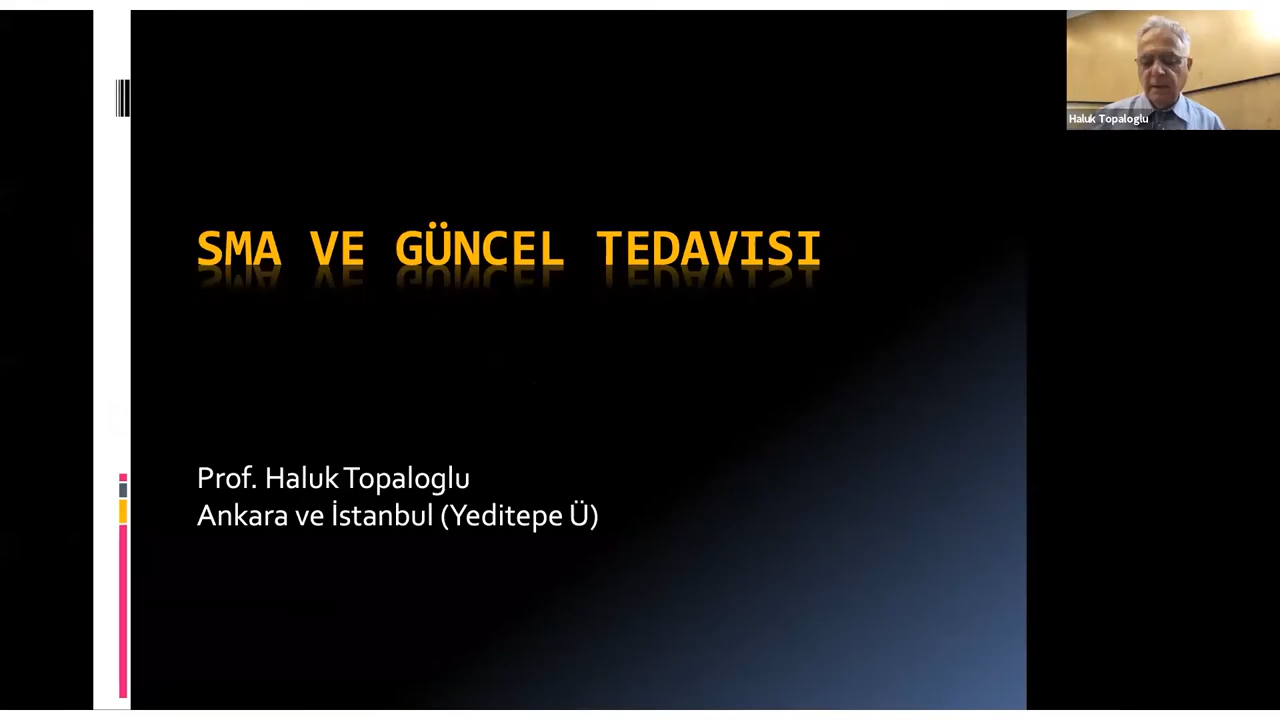 SMA VE GÜNCEL TEDAVISI
Prof. Haluk Topaloglu
Ankara ve İstanbul (Yeditepe Ü)
Haluk Topaloglu